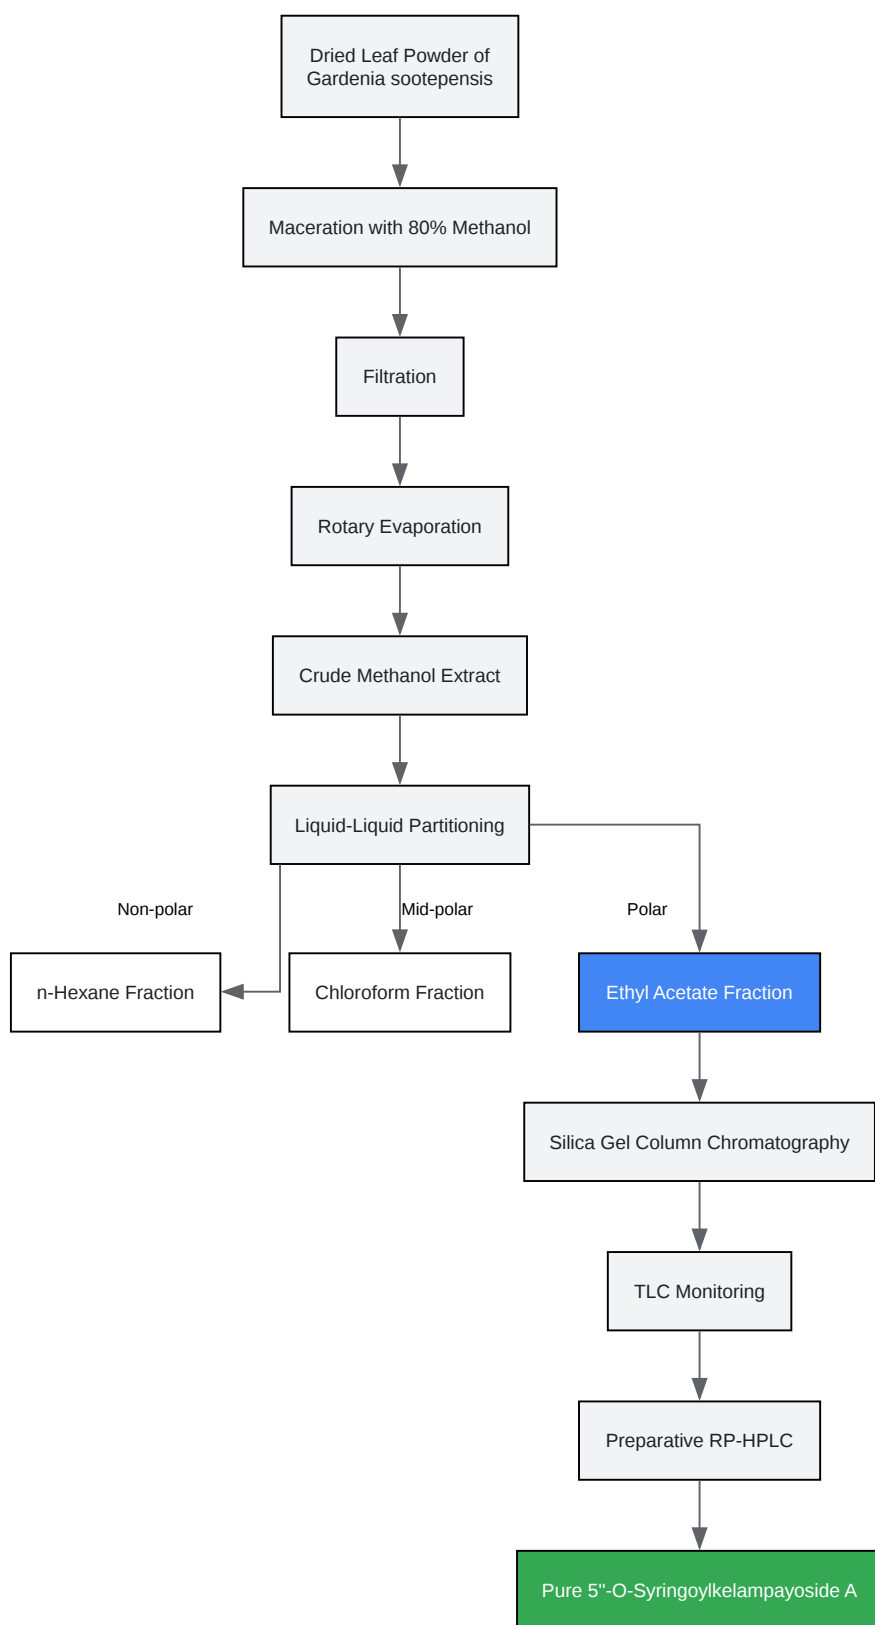 Dried Leaf Powder of
Gardenia sootepensis
Maceration with 80% Methanol
Filtration
Rotary Evaporation
Crude Methanol Extract
Liquid-Liquid Partitioning
Non-polar
Mid-polar
Polar
n-Hexane Fraction
Chloroform Fraction
Ethyl Acetate Fraction
Silica Gel Column Chromatography
TLC Monitoring
Preparative RP-HPLC
Pure 5"-O-Syringoylkelampayoside A